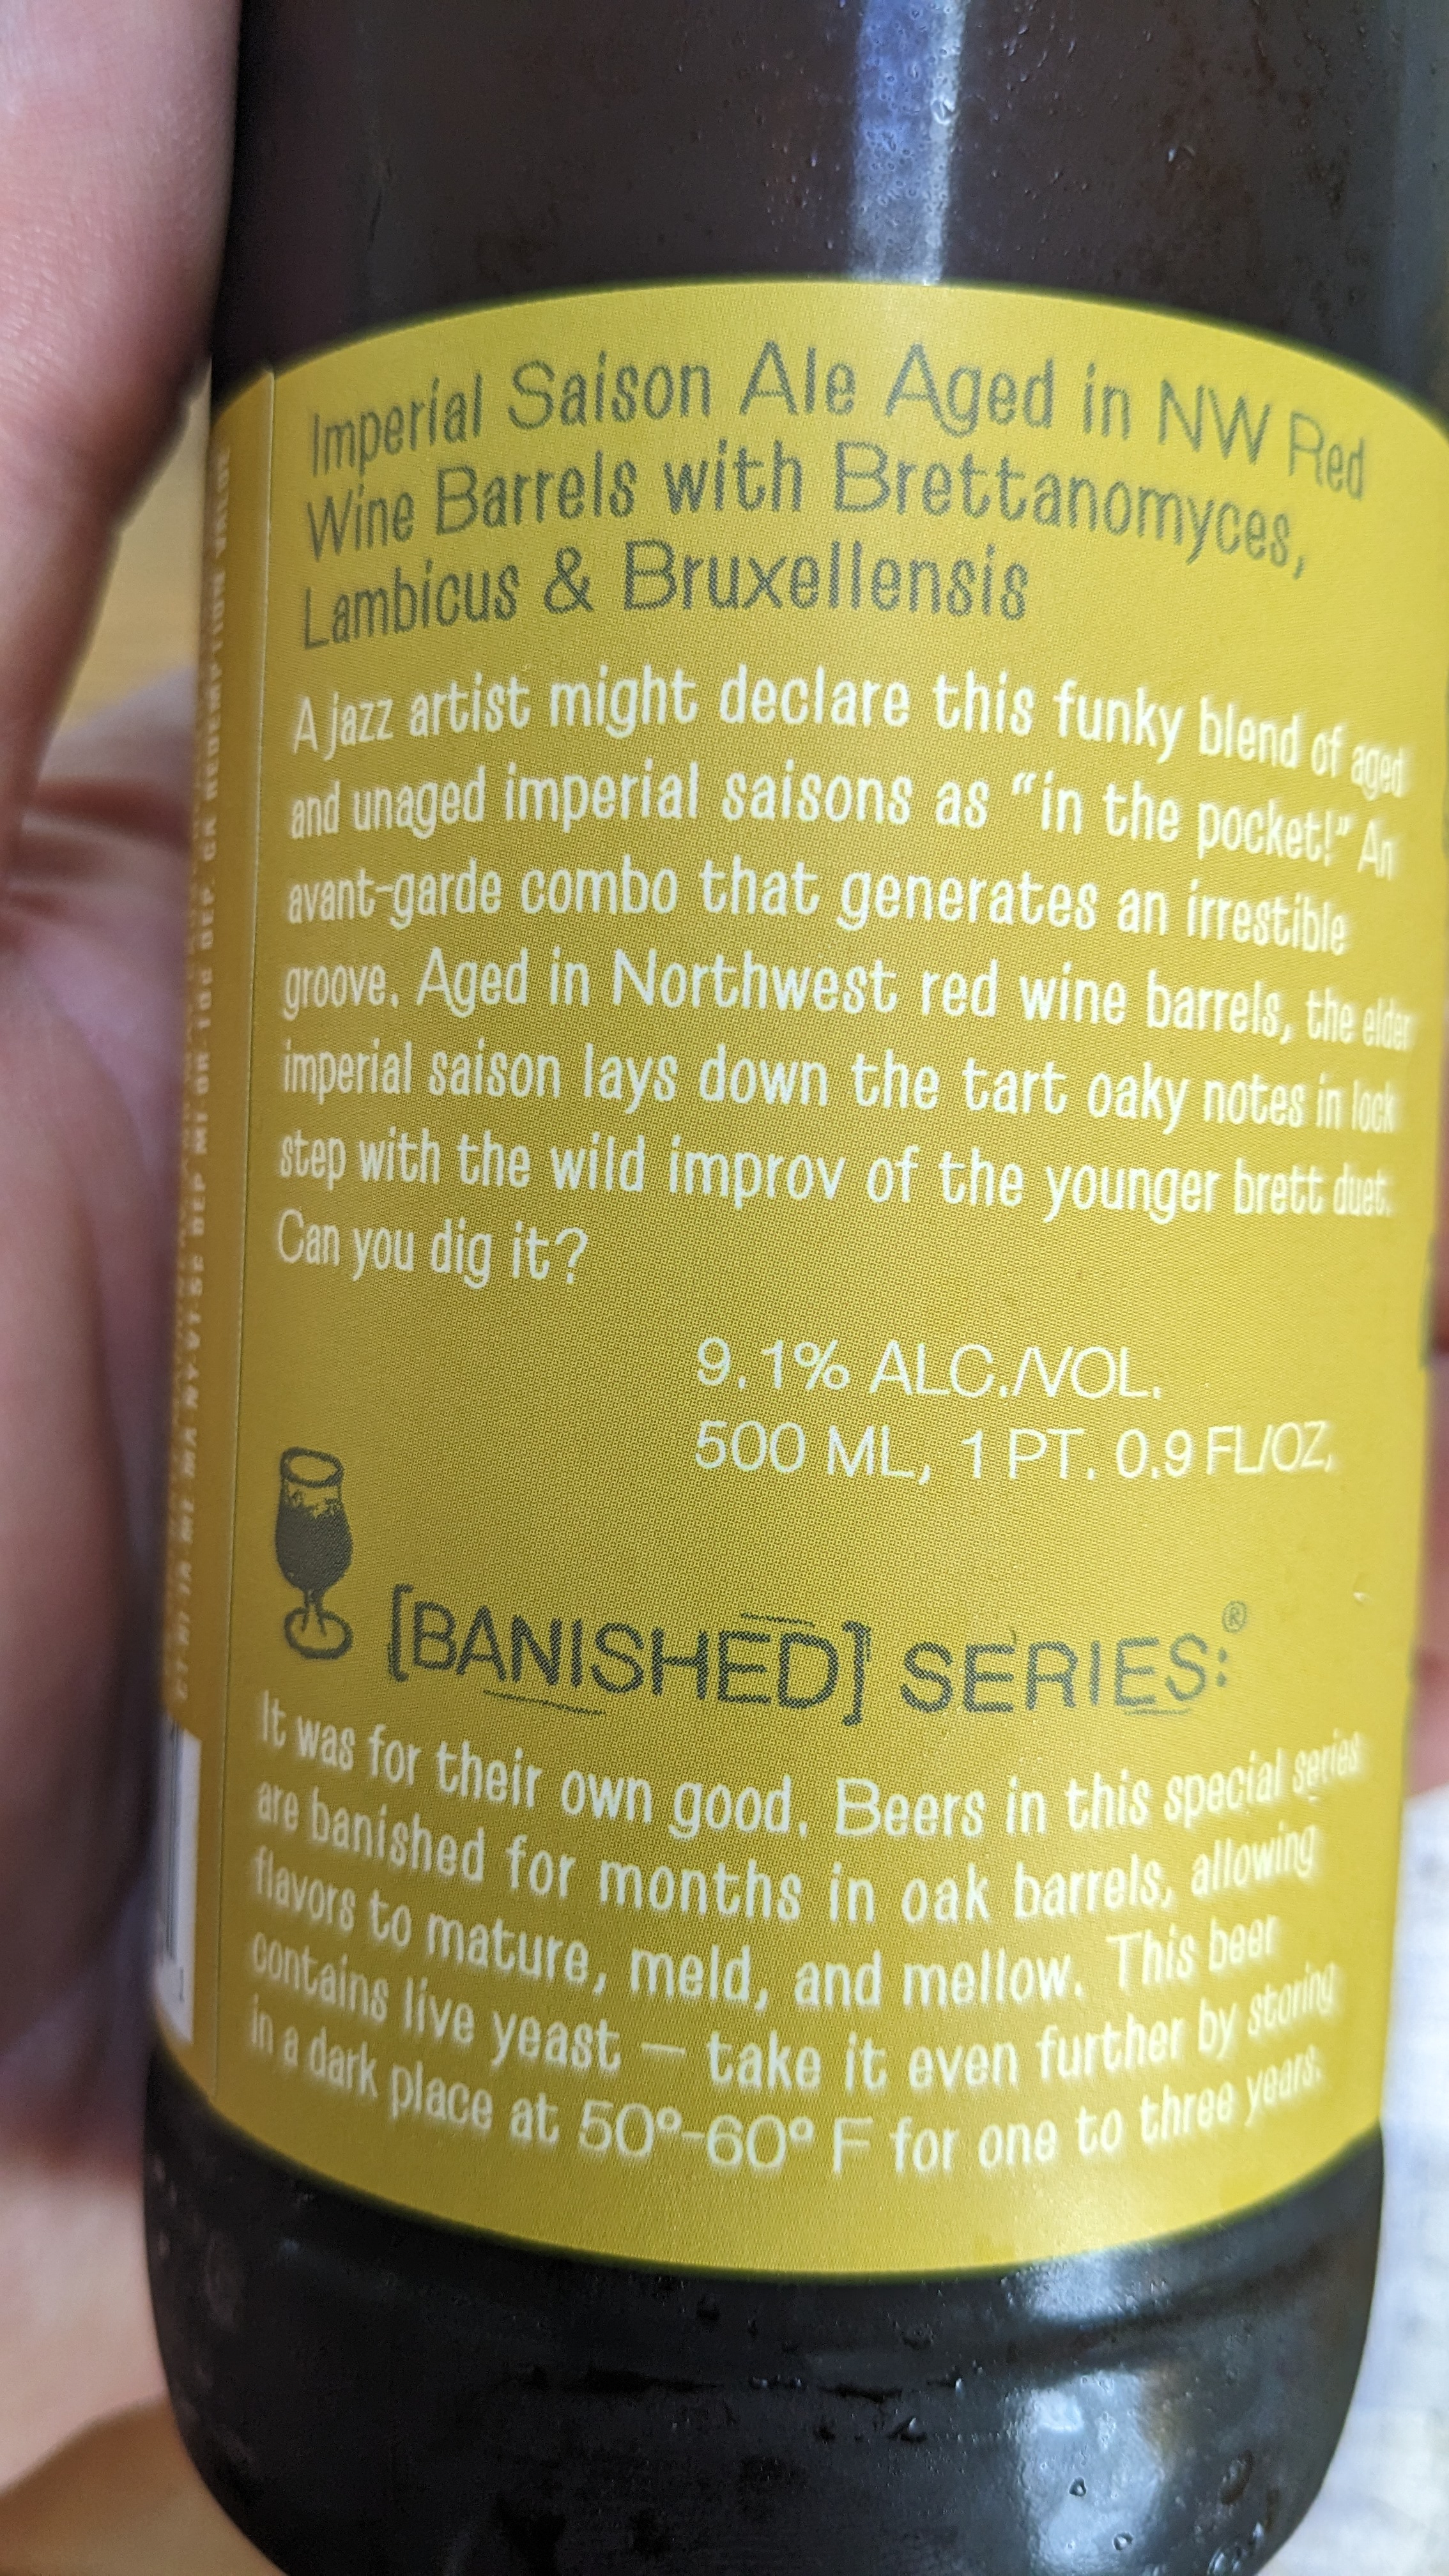 Imperial Saison Ale Aged in NW Red
Wine Barrels with Brettanomyces,
Lambicus & Bruxellensis
A jazz artist might declare this funky blend of aged
and unaged imperial saisons as “in the pocket!” An
avant-garde combo that generates an irrestible
groove. Aged in Northwest red wine barrels, the elder
imperial saison lays down the tart oaky notes in lock
step with the wild improv of the younger brett duet.
Can you dig it?
9.1% ALC./VOL.
500 ML, 1 PT. 0.9 FL/OZ,
[BANISHED] SERIES:®
It was for their own good. Beers in this special series
are banished for months in oak barrels, allowing
flavors to mature, meld, and mellow. This beer
contains live yeast – take it even further by storing
in a dark place at 50º-60º F for one to three years.